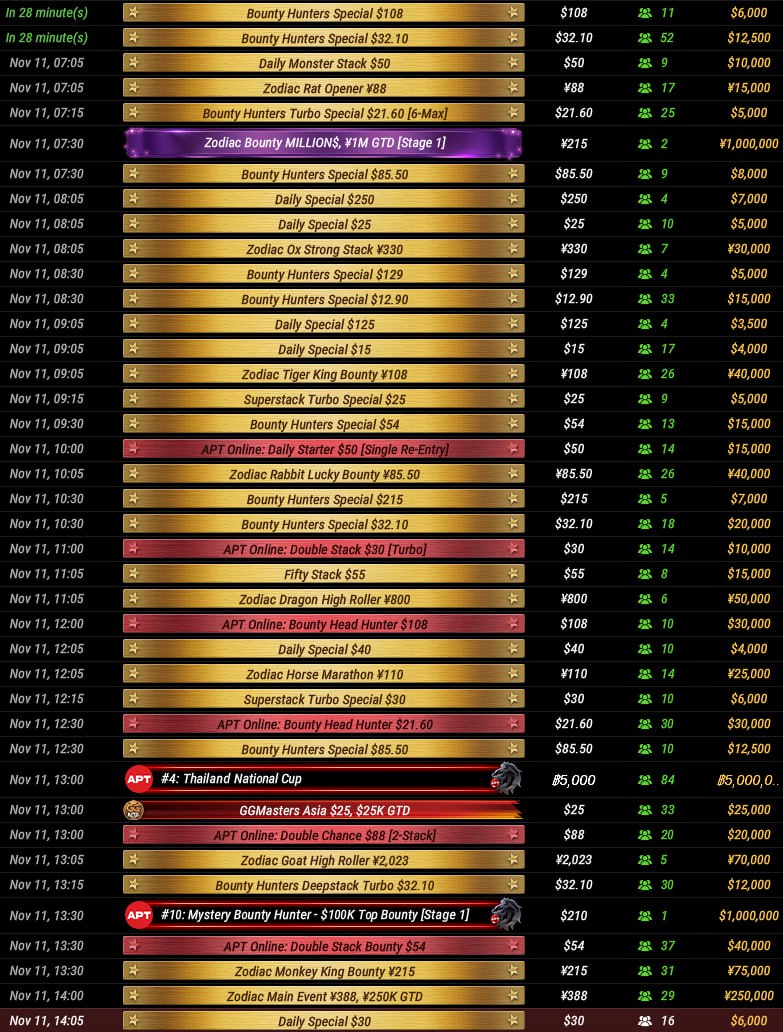 In 28 minute(s) Bounty Hunters Special $108 $108 11 $6,000
In 28 minute(s) Bounty Hunters Special $32.10 $32.10 52 $12,500
Nov 11, 07:05 Daily Monster Stack $50 $50 9 $10,000
Nov 11, 07:05 Zodiac Rat Opener ¥88 ¥88 17 ¥15,000
Nov 11, 07:15 Bounty Hunters Turbo Special $21.60 [6-Max] $21.60 25 $5,000
Nov 11, 07:30 Zodiac Bounty MILLION$, ¥1M GTD [Stage 1] ¥215 2 ¥1,000,000
Nov 11, 07:30 Bounty Hunters Special $85.50 $85.50 9 $8,000
Nov 11, 08:05 Daily Special $250 $250 4 $7,000
Nov 11, 08:05 Daily Special $25 $25 10 $5,000
Nov 11, 08:05 Zodiac Ox Strong Stack ¥330 ¥330 7 ¥30,000
Nov 11, 08:30 Bounty Hunters Special $129 $129 4 $5,000
Nov 11, 08:30 Bounty Hunters Special $12.90 $12.90 33 $15,000
Nov 11, 09:05 Daily Special $125 $125 4 $3,500
Nov 11, 09:05 Daily Special $15 $15 17 $4,000
Nov 11, 09:05 Zodiac Tiger King Bounty ¥108 ¥108 26 ¥40,000
Nov 11, 09:15 Superstack Turbo Special $25 $25 9 $5,000
Nov 11, 09:30 Bounty Hunters Special $54 $54 13 $15,000
Nov 11, 10:00 APT Online: Daily Starter $50 [Single Re-Entry] $50 14 $15,000
Nov 11, 10:05 Zodiac Rabbit Lucky Bounty ¥85.50 ¥85.50 26 ¥40,000
Nov 11, 10:30 Bounty Hunters Special $215 $215 5 $7,000
Nov 11, 10:30 Bounty Hunters Special $32.10 $32.10 18 $20,000
Nov 11, 11:00 APT Online: Double Stack $30 [Turbo] $30 14 $10,000
Nov 11, 11:05 Fifty Stack $55 $55 8 $15,000
Nov 11, 11:05 Zodiac Dragon High Roller ¥800 ¥800 6 ¥50,000
Nov 11, 12:00 APT Online: Bounty Head Hunter $108 $108 10 $30,000
Nov 11, 12:05 Daily Special $40 $40 10 $4,000
Nov 11, 12:05 Zodiac Horse Marathon ¥110 ¥110 14 ¥25,000
Nov 11, 12:15 Superstack Turbo Special $30 $30 10 $6,000
Nov 11, 12:30 APT Online: Bounty Head Hunter $21.60 $21.60 30 $30,000
Nov 11, 12:30 Bounty Hunters Special $85.50 $85.50 10 $12,500
Nov 11, 13:00 APT #4: Thailand National Cup ฿5,000 84 ฿5,000,0..
Nov 11, 13:00 GGMasters Asia $25, $25K GTD $25 33 $25,000
Nov 11, 13:00 APT Online: Double Chance $88 [2-Stack] $88 20 $20,000
Nov 11, 13:05 Zodiac Goat High Roller ¥2,023 ¥2,023 5 ¥70,000
Nov 11, 13:15 Bounty Hunters Deepstack Turbo $32.10 $32.10 30 $12,000
Nov 11, 13:30 APT #10: Mystery Bounty Hunter - $100K Top Bounty [Stage 1] $210 1 $1,000,000
Nov 11, 13:30 APT Online: Double Stack Bounty $54 $54 37 $40,000
Nov 11, 13:30 Zodiac Monkey King Bounty ¥215 ¥215 31 ¥75,000
Nov 11, 14:00 Zodiac Main Event ¥388, ¥250K GTD ¥388 29 ¥250,000
Nov 11, 14:05 Daily Special $30 $30 16 $6,000